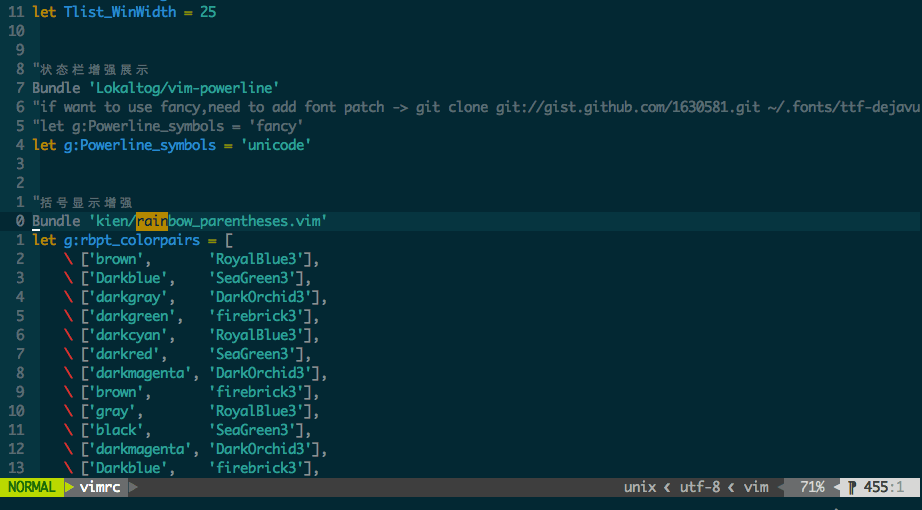 11 let Tlist_WinWidth = 25
10
9
8 "状态栏增强展示
7 Bundle 'Lokaltog/vim-powerline'
6 "if want to use fancy,need to add font patch -> git clone git://gist.github.com/1630581.git ~/.fonts/ttf-dejavu
5 "let g:Powerline_symbols = 'fancy'
4 let g:Powerline_symbols = 'unicode'
3
2
1 "括号显示增强
0 Bundle 'kien/rainbow_parentheses.vim'
1 let g:rbpt_colorpairs = [
2 \ ['brown', 'RoyalBlue3'],
3 \ ['Darkblue', 'SeaGreen3'],
4 \ ['darkgray', 'DarkOrchid3'],
5 \ ['darkgreen', 'firebrick3'],
6 \ ['darkcyan', 'RoyalBlue3'],
7 \ ['darkred', 'SeaGreen3'],
8 \ ['darkmagenta', 'DarkOrchid3'],
9 \ ['brown', 'firebrick3'],
10 \ ['gray', 'RoyalBlue3'],
11 \ ['black', 'SeaGreen3'],
12 \ ['darkmagenta', 'DarkOrchid3'],
13 \ ['Darkblue', 'firebrick3'],
NORMAL vimrc unix ‹ utf-8 ‹ vim 71% 455:1